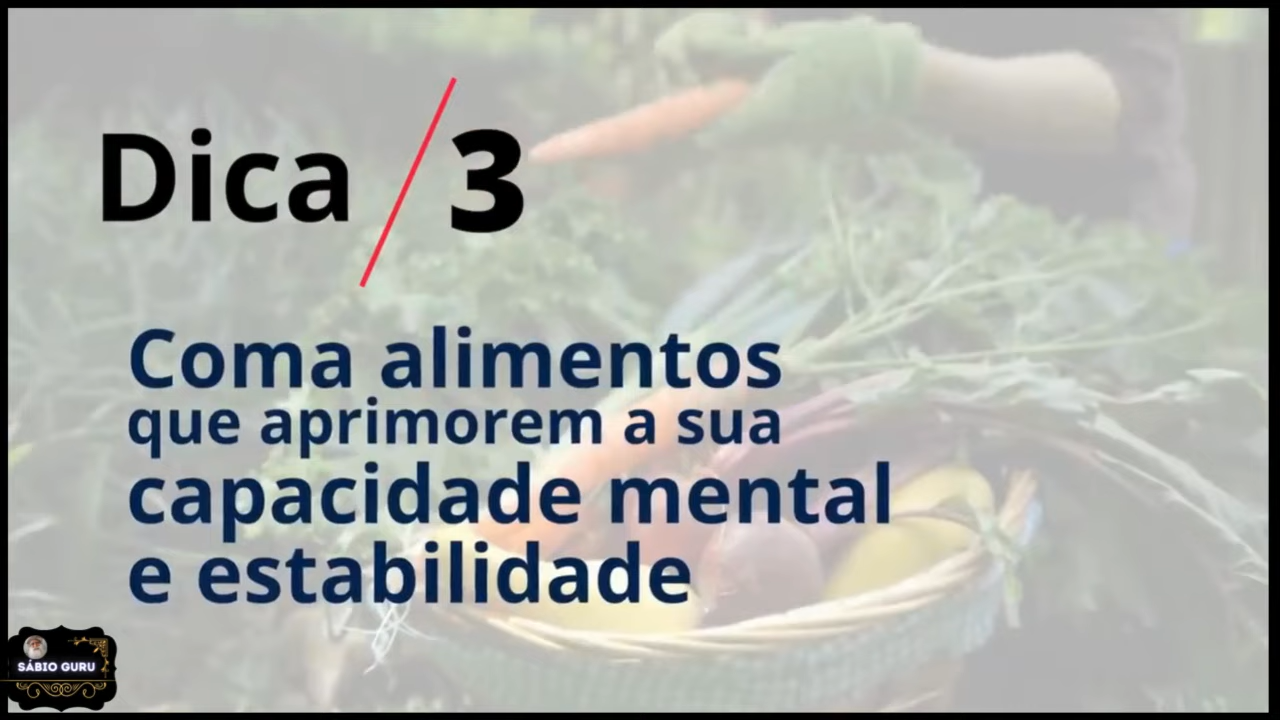 Dica / 3
Coma alimentos
que aprimorem a sua
capacidade mental
e estabilidade
SÁBIO GURU